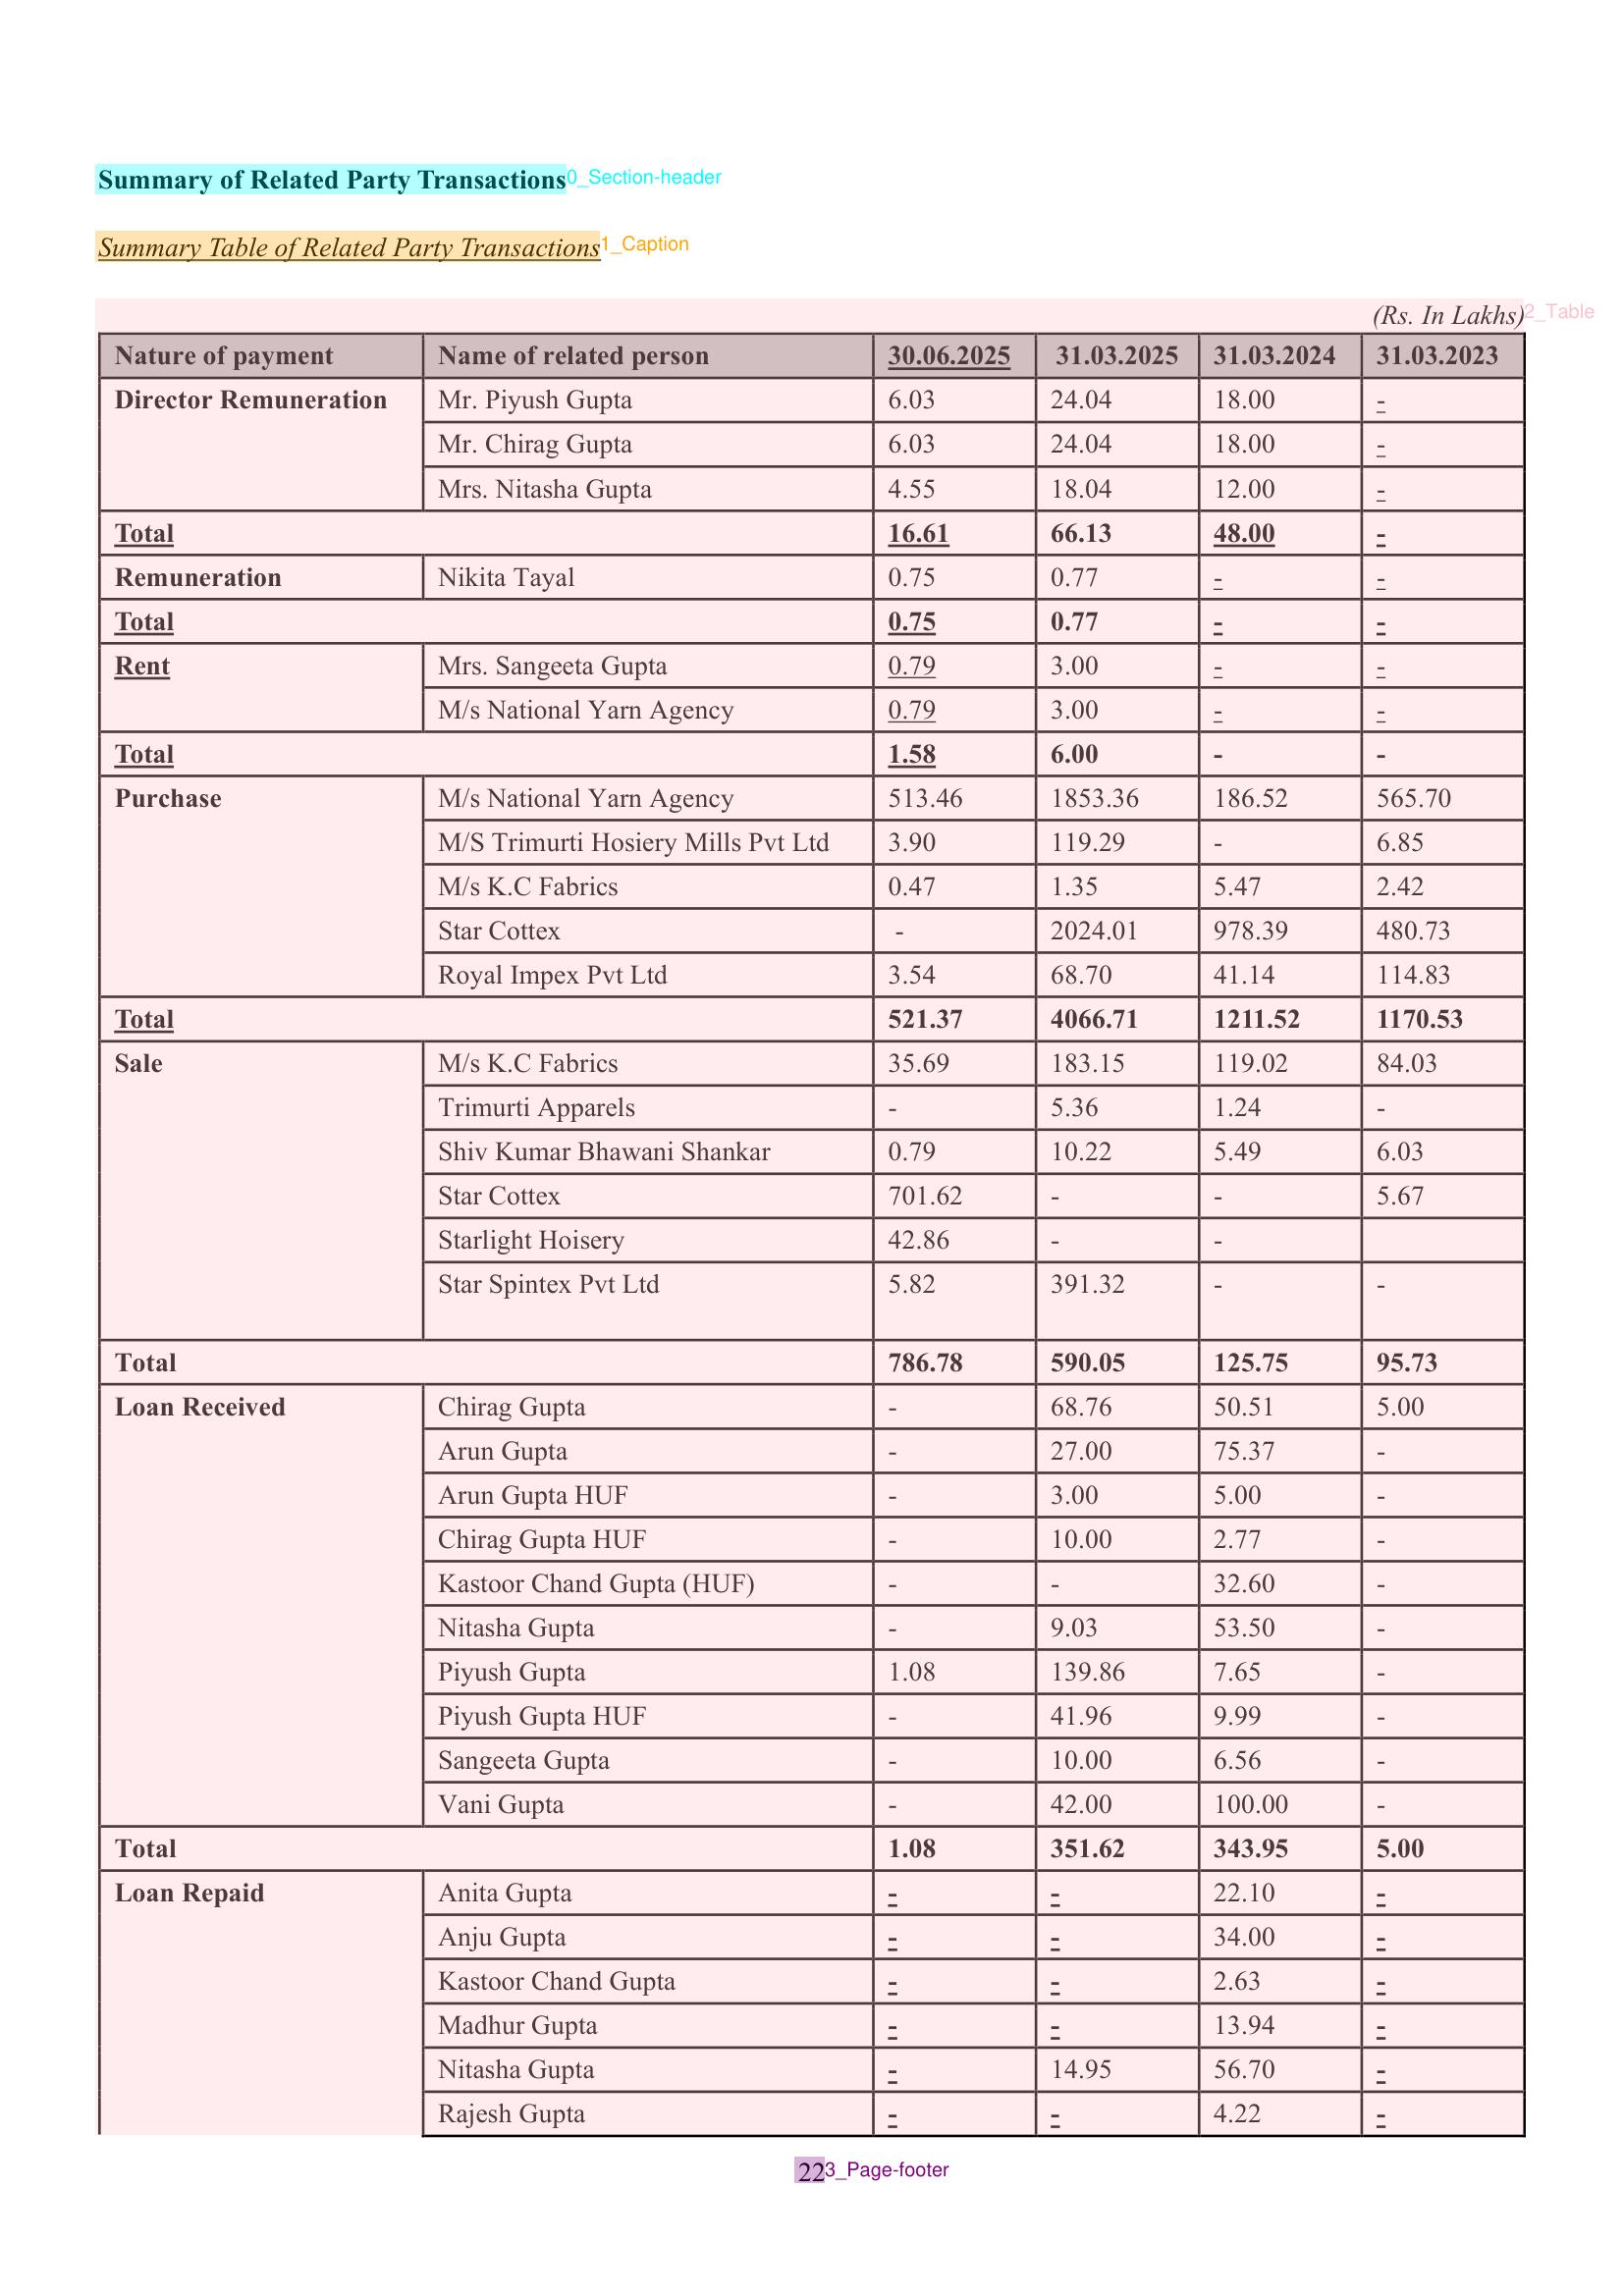 Summary of Related Party Transactions0_Section-header
Summary Table of Related Party Transactions1_Caption
(Rs. In Lakhs)2_Table
Nature of payment Name of related person 30.06.2025 31.03.2025 31.03.2024 31.03.2023
Director Remuneration Mr. Piyush Gupta 6.03 24.04 18.00 -
Mr. Chirag Gupta 6.03 24.04 18.00 -
Mrs. Nitasha Gupta 4.55 18.04 12.00 -
Total 16.61 66.13 48.00 -
Remuneration Nikita Tayal 0.75 0.77 - -
Total 0.75 0.77 - -
Rent Mrs. Sangeeta Gupta 0.79 3.00 - -
M/s National Yarn Agency 0.79 3.00 - -
Total 1.58 6.00 - -
Purchase M/s National Yarn Agency 513.46 1853.36 186.52 565.70
M/S Trimurti Hosiery Mills Pvt Ltd 3.90 119.29 - 6.85
M/s K.C Fabrics 0.47 1.35 5.47 2.42
Star Cottex - 2024.01 978.39 480.73
Royal Impex Pvt Ltd 3.54 68.70 41.14 114.83
Total 521.37 4066.71 1211.52 1170.53
Sale M/s K.C Fabrics 35.69 183.15 119.02 84.03
Trimurti Apparels - 5.36 1.24 -
Shiv Kumar Bhawani Shankar 0.79 10.22 5.49 6.03
Star Cottex 701.62 - - 5.67
Starlight Hoisery 42.86 - -
Star Spintex Pvt Ltd 5.82 391.32 - -
Total 786.78 590.05 125.75 95.73
Loan Received Chirag Gupta - 68.76 50.51 5.00
Arun Gupta - 27.00 75.37 -
Arun Gupta HUF - 3.00 5.00 -
Chirag Gupta HUF - 10.00 2.77 -
Kastoor Chand Gupta (HUF) - - 32.60 -
Nitasha Gupta - 9.03 53.50 -
Piyush Gupta 1.08 139.86 7.65 -
Piyush Gupta HUF - 41.96 9.99 -
Sangeeta Gupta - 10.00 6.56 -
Vani Gupta - 42.00 100.00 -
Total 1.08 351.62 343.95 5.00
Loan Repaid Anita Gupta - - 22.10 -
Anju Gupta - - 34.00 -
Kastoor Chand Gupta - - 2.63 -
Madhur Gupta - - 13.94 -
Nitasha Gupta - 14.95 56.70 -
Rajesh Gupta - - 4.22 -
223_Page-footer